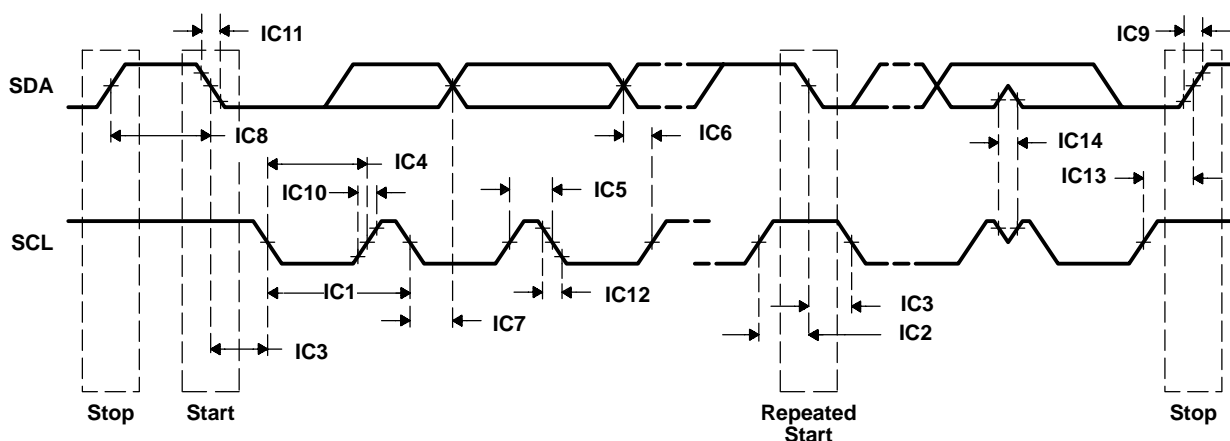 IC11
IC9
SDA
IC8
IC6
IC4
IC14
IC10
IC5
IC13
SCL
IC1
IC12
IC3
IC7
IC2
IC3
Stop
Start
Repeated
Start
Stop